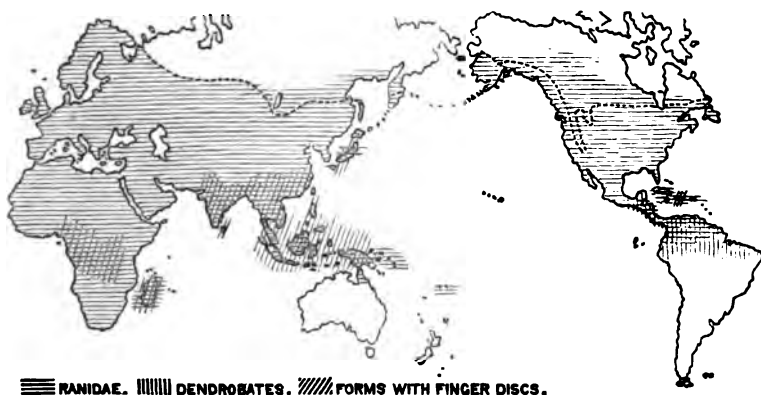 RANIDAE. DENDROBATES. FORMS WITH FINGER DISCS.